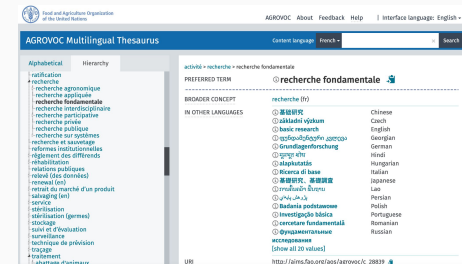 Food and Agriculture Organization
of the United Nations
AGROVOC About Feedback Help | Interface language: English
AGROVOC Multilingual Thesaurus
Content language French
× Search
Alphabetical Hierarchy
ratification
recherche
recherche agronomique
recherche appliquée
recherche fondamentale
recherche interdisciplinaire
recherche participative
recherche privée
recherche publique
recherche sur systèmes
recherche et sauvetage
reformes institutionnelles
règlement des différends
réhabilitation
relations publiques
relevé (des données)
renewal (en)
retrait du marché d'un produit
salvaging (en)
service
stérilisation
stérilisation (germes)
stockage
suivi et d'évaluation
surveillance
technique de prévision
traçage
traitement
abattage d'animaux
activité > recherche > recherche fondamentale
PREFERRED TERM recherche fondamentale
BROADER CONCEPT recherche (fr)
IN OTHER LANGUAGES 基础研究 Chinese
základní výzkum Czech
basic research English
Georgian
Grundlagenforschung German
Hindi
alapkutatás Hungarian
Ricerca di base Italian
基礎研究、基礎調査 Japanese
Lao
Persian
Badania podstawowe Polish
Investigação básica Portuguese
cercetare fundamentală Romanian
фундаментальные Russian
исследования
[show all 20 values]
URI http://aims.fao.org/aos/agrovoc/c_28839